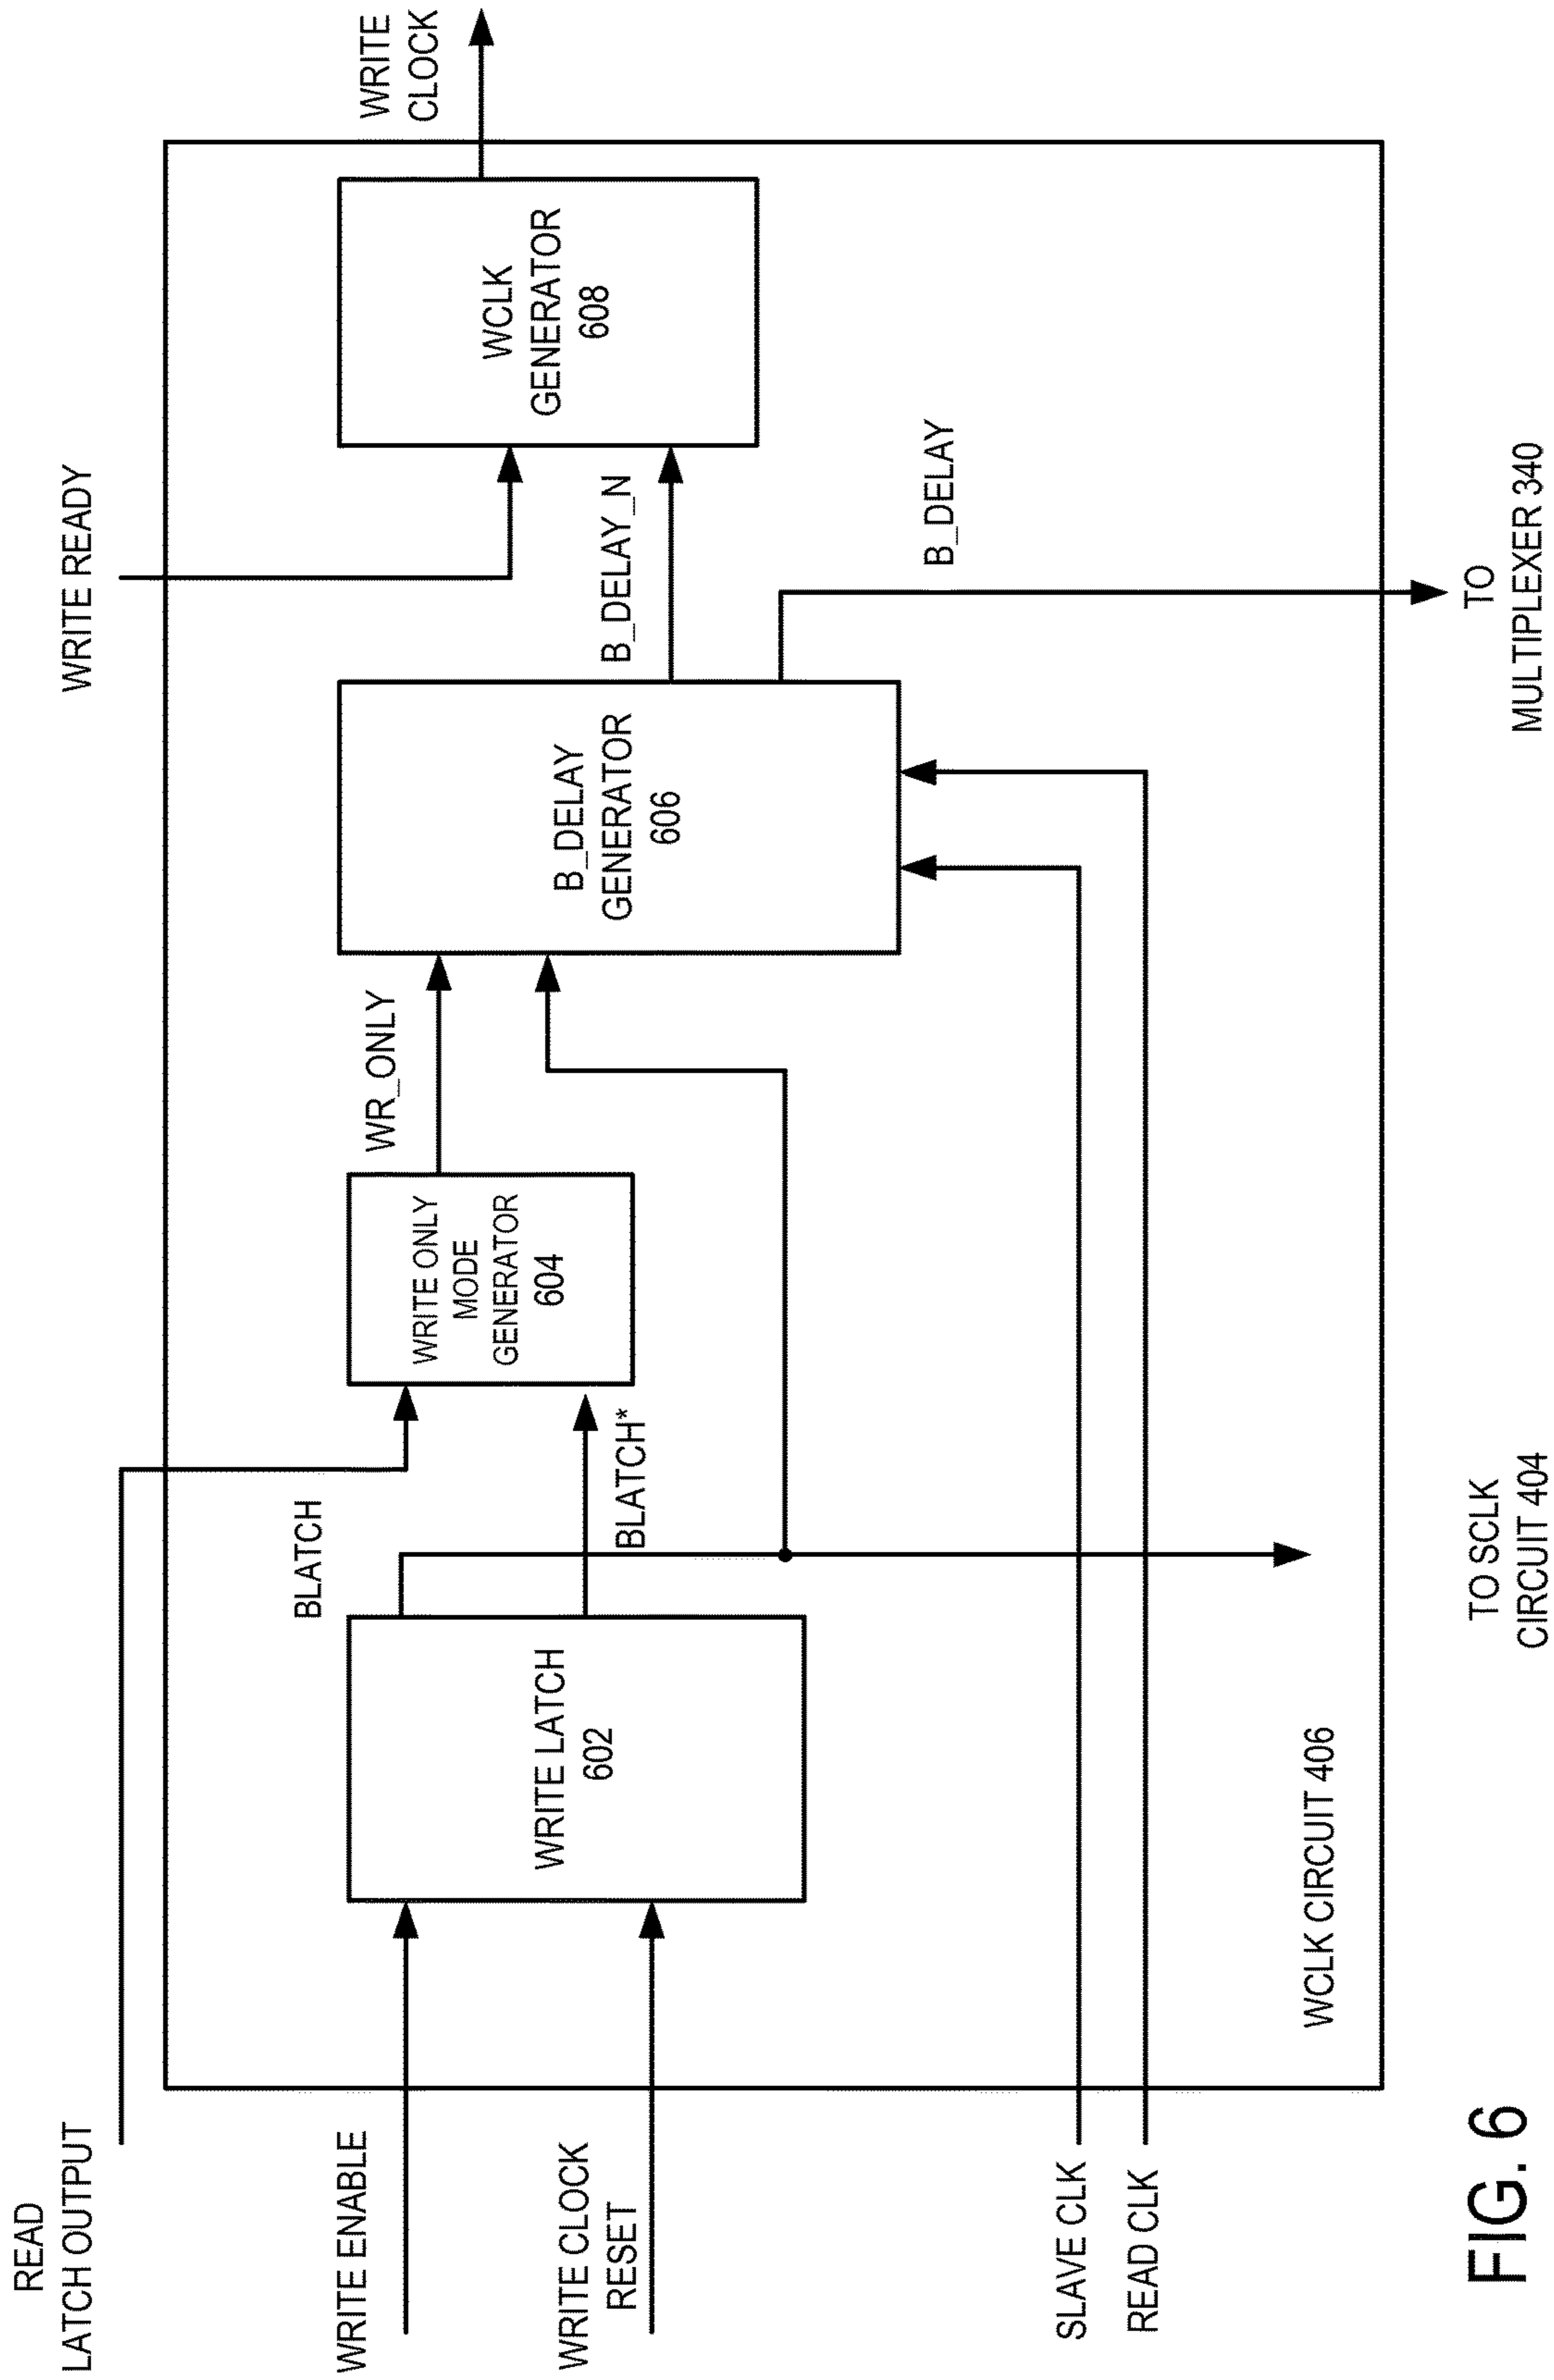 READ
LATCH OUTPUT
WRITE READY
WRITE
CLOCK
WRITE ENABLE
WRITE CLOCK
RESET
BLATCH
BLATCH*
WRITE LATCH
602
WRITE ONLY
MODE
GENERATOR
604
WR_ONLY
B_DELAY
GENERATOR
606
B_DELAY_N
WCLK
GENERATOR
608
B_DELAY
SLAVE CLK
READ CLK
WCLK CIRCUIT 406
TO SCLK
CIRCUIT 404
TO
MULTIPLEXER 340
FIG. 6